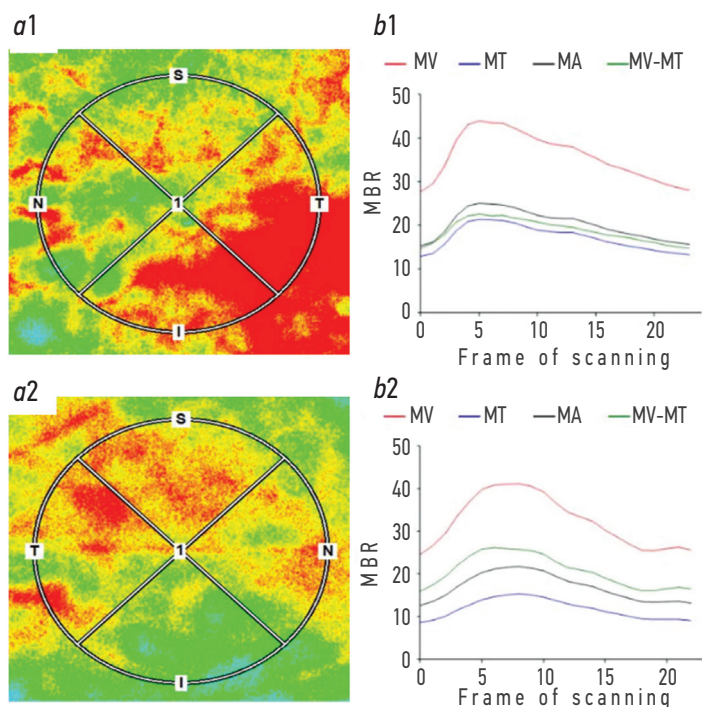 a1
S
N
1
T
I
b1
MV MT MA MV-MT
MBR
50
40
30
20
10
0
0 5 10 15 20
Frame of scanning
a2
S
T
1
N
I
b2
MV MT MA MV-MT
MBR
50
40
30
20
10
0
0 5 10 15 20
Frame of scanning